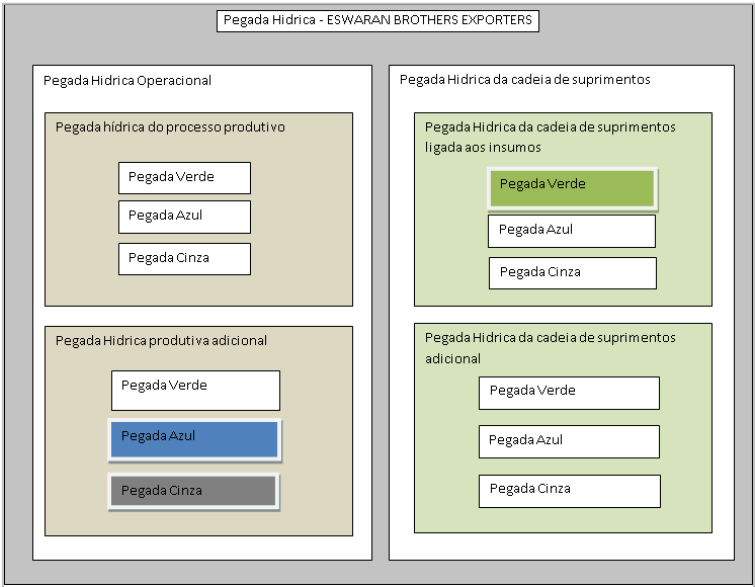 Pegada Hidrica - ESWARAN BROTHERS EXPORTERS
Pegada Hidrica Operacional
Pegada hídrica do processo produtivo
Pegada Verde
Pegada Azul
Pegada Cinza
Pegada Hidrica produtiva adicional
Pegada Verde
Pegada Azul
Pegada Cinza
Pegada Hidrica da cadeia de suprimentos
Pegada Hidrica da cadeia de suprimentos
ligada aos insumos
Pegada Verde
Pegada Azul
Pegada Cinza
Pegada Hidrica da cadeia de suprimentos
adicional
Pegada Verde
Pegada Azul
Pegada Cinza